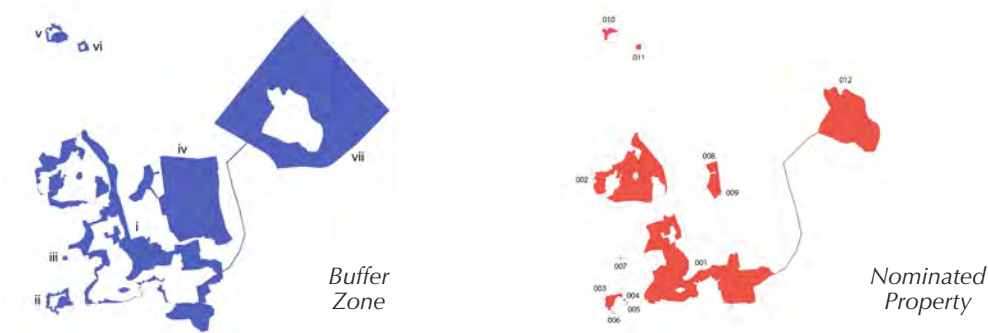 v
vi
iv
vii
i
iii
ii
Buffer
Zone
010
011
012
002
008
009
007
001
003
004
005
006
Nominated
Property